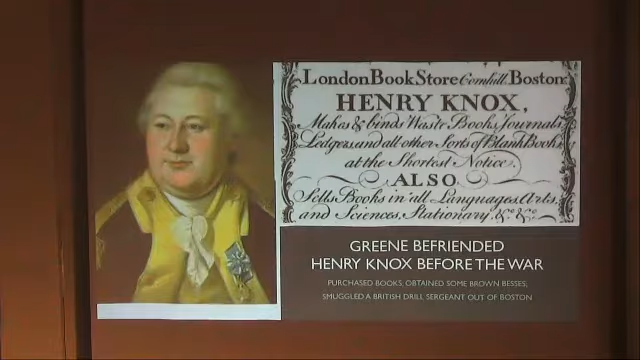 London Book Store Cornhill Boston
HENRY KNOX,
Makes & binds Waste Books, Journals
Ledgers and all other Sorts of Blank Books
at the Shortest Notice,
ALSO
Sells Books in all Languages, Arts,
and Sciences, Stationary, &c. &c.
GREENE BEFRIENDED
HENRY KNOX BEFORE THE WAR
PURCHASED BOOKS, OBTAINED SOME BROWN BESSES,
SMUGGLED A BRITISH DRILL SERGEANT OUT OF BOSTON